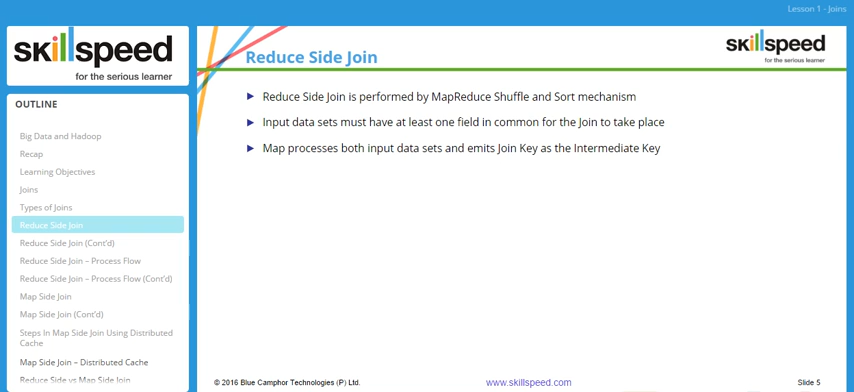 Lesson 1 - Joins
skillspeed
for the serious learner
OUTLINE
Big Data and Hadoop
Recap
Learning Objectives
Joins
Types of Joins
Reduce Side Join
Reduce Side Join (Cont'd)
Reduce Side Join – Process Flow
Reduce Side Join – Process Flow (Cont'd)
Map Side Join
Map Side Join (Cont'd)
Steps In Map Side Join Using Distributed
Cache
Map Side Join – Distributed Cache
Reduce Side vs Map Side Join
Reduce Side Join
skillspeed
for the serious learner
Reduce Side Join is performed by MapReduce Shuffle and Sort mechanism
Input data sets must have at least one field in common for the Join to take place
Map processes both input data sets and emits Join Key as the Intermediate Key
© 2016 Blue Camphor Technologies (P) Ltd.
www.skillspeed.com
Slide 5